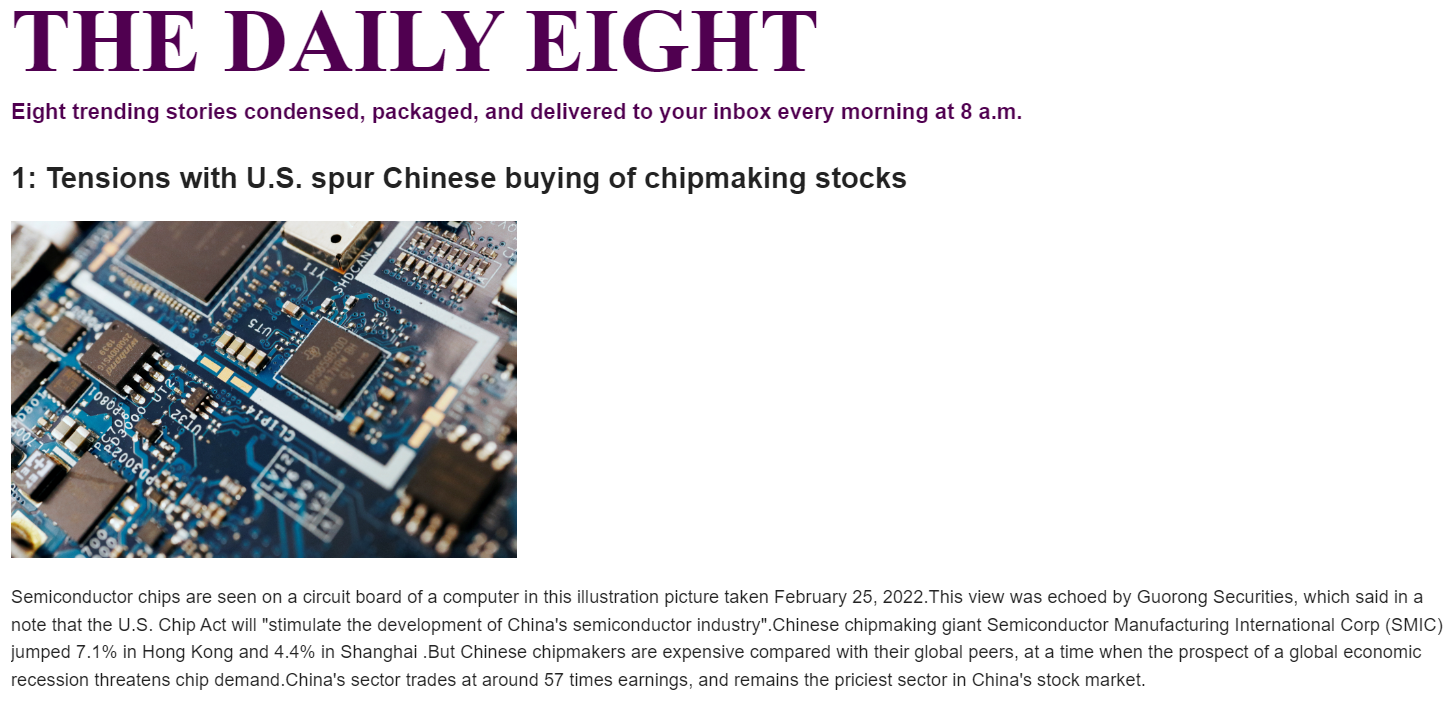 THE DAILY EIGHT
Eight trending stories condensed, packaged, and delivered to your inbox every morning at 8 a.m.
1: Tensions with U.S. spur Chinese buying of chipmaking stocks
YT1
SHDCAN
UT5
CLIP14
UT32
PQ801
Semiconductor chips are seen on a circuit board of a computer in this illustration picture taken February 25, 2022.This view was echoed by Guorong Securities, which said in a
note that the U.S. Chip Act will "stimulate the development of China's semiconductor industry".Chinese chipmaking giant Semiconductor Manufacturing International Corp (SMIC)
jumped 7.1% in Hong Kong and 4.4% in Shanghai .But Chinese chipmakers are expensive compared with their global peers, at a time when the prospect of a global economic
recession threatens chip demand.China's sector trades at around 57 times earnings, and remains the priciest sector in China's stock market.